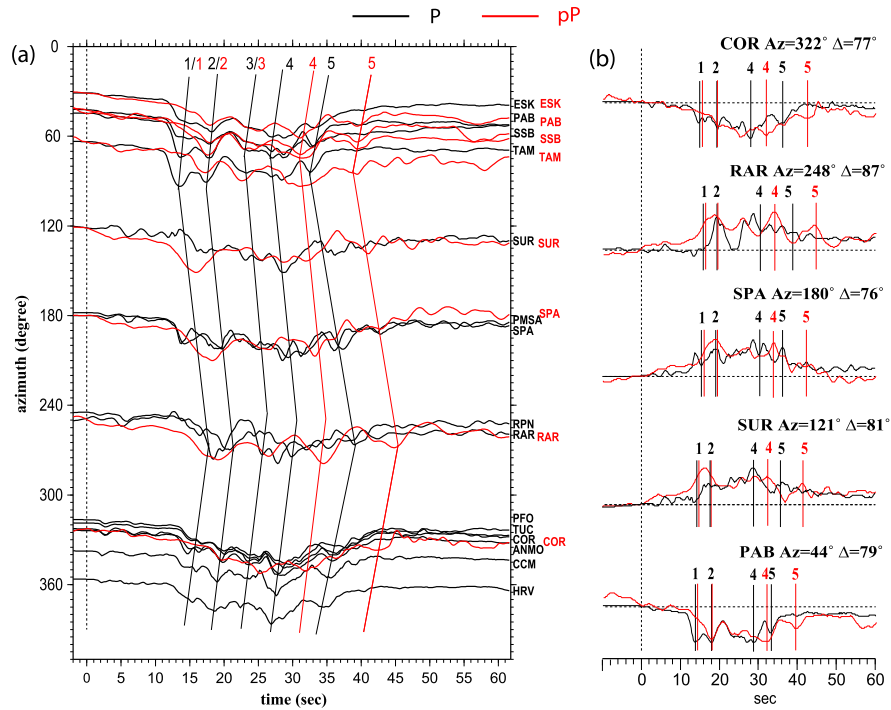 P pP
(a)
1/1 2/2 3/3 4 4 5 5
0
60
120
180
240
300
360
azimuth (degree)
ESK ESK
PAB PAB
SSB SSB
TAM TAM
SUR SUR
PMSA SPA
SPA
RPN
RAR RAR
PFO
TUC
COR COR
ANMO
CCM
HRV
0 5 10 15 20 25 30 35 40 45 50 55 60
time (sec)
(b)
COR Az=322° Δ=77°
1 2 4 4 5 5
RAR Az=248° Δ=87°
1 2 4 4 5 5
SPA Az=180° Δ=76°
1 2 4 4 5 5
SUR Az=121° Δ=81°
1 2 4 4 5 5
PAB Az=44° Δ=79°
1 2 4 4 5 5
0 10 20 30 40 50 60
sec